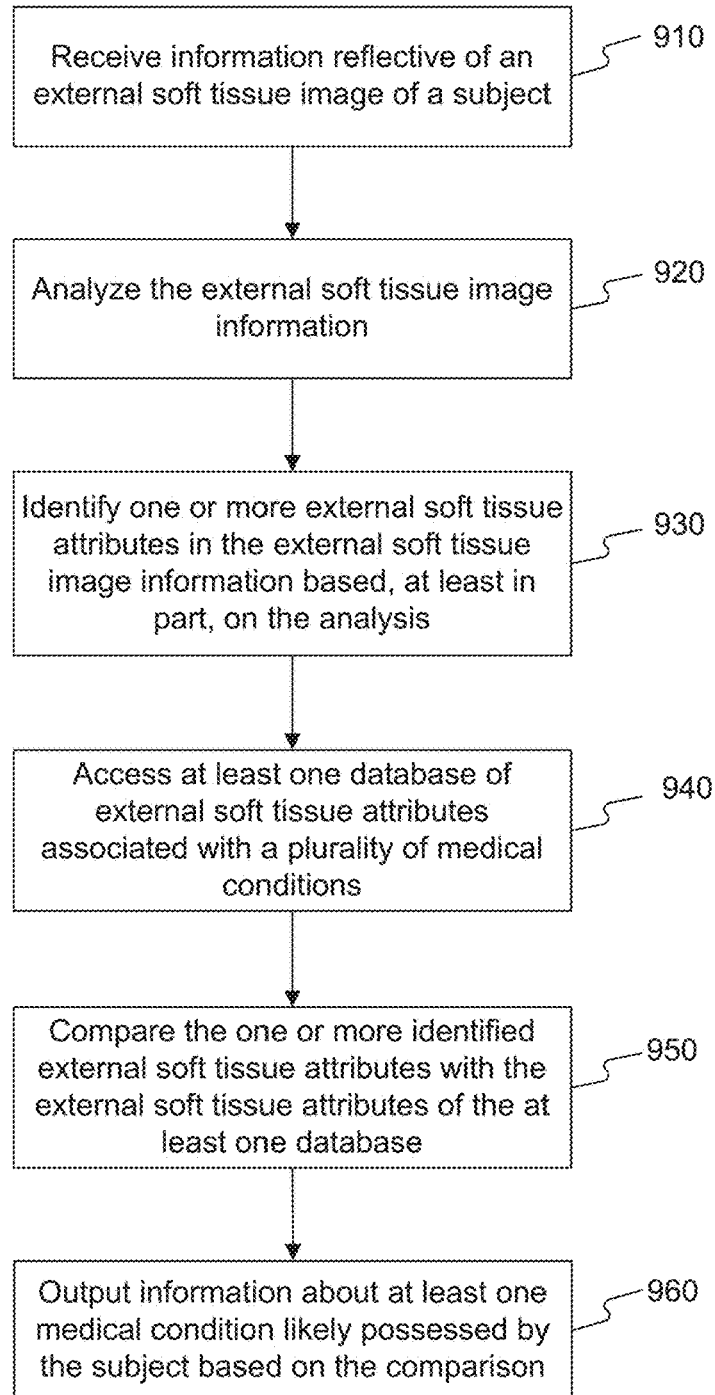 Receive information reflective of an
external soft tissue image of a subject
910
Analyze the external soft tissue image
information
920
Identify one or more external soft tissue
attributes in the external soft tissue
image information based, at least in
part, on the analysis
930
Access at least one database of
external soft tissue attributes
associated with a plurality of medical
conditions
940
Compare the one or more identified
external soft tissue attributes with the
external soft tissue attributes of the at
least one database
950
Output information about at least one
medical condition likely possessed by
the subject based on the comparison
960